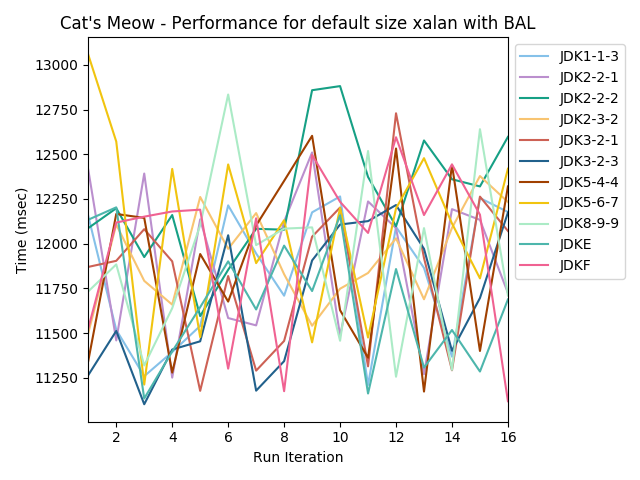 Cat's Meow - Performance for default size xalan with BAL
Time (msec)
13000
12750
12500
12250
12000
11750
11500
11250
2 4 6 8 10 12 14 16
Run Iteration
JDK1-1-3
JDK2-2-1
JDK2-2-2
JDK2-3-2
JDK3-2-1
JDK3-2-3
JDK5-4-4
JDK5-6-7
JDK8-9-9
JDKE
JDKF